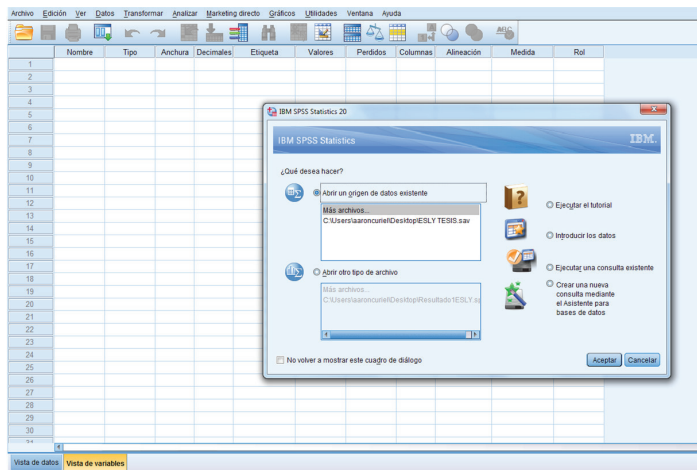 Archivo Edición Ver Datos Transformar Analizar Marketing directo Gráficos Utilidades Ventana Ayuda
Nombre Tipo Anchura Decimales Etiqueta Valores Perdidos Columnas Alineación Medida Rol
1
2
3
4
5
6
7
8
9
10
11
12
13
14
15
16
17
18
19
20
21
22
23
24
25
26
27
28
29
30
31
IBM SPSS Statistics 20
IBM SPSS Statistics
IBM.
¿Qué desea hacer?
Abrir un origen de datos existente
Más archivos...
C:\Users\aaroncuriel\Desktop\ESLY TESIS.sav
Abrir otro tipo de archivo
Más archivos...
C:\Users\aaroncuriel\Desktop\Resultado1ESLY.sp
Ejecutar el tutorial
Introducir los datos
Ejecutar una consulta existente
Crear una nueva
consulta mediante
el Asistente para
bases de datos
No volver a mostrar este cuadro de diálogo
Aceptar Cancelar
Vista de datos Vista de variables